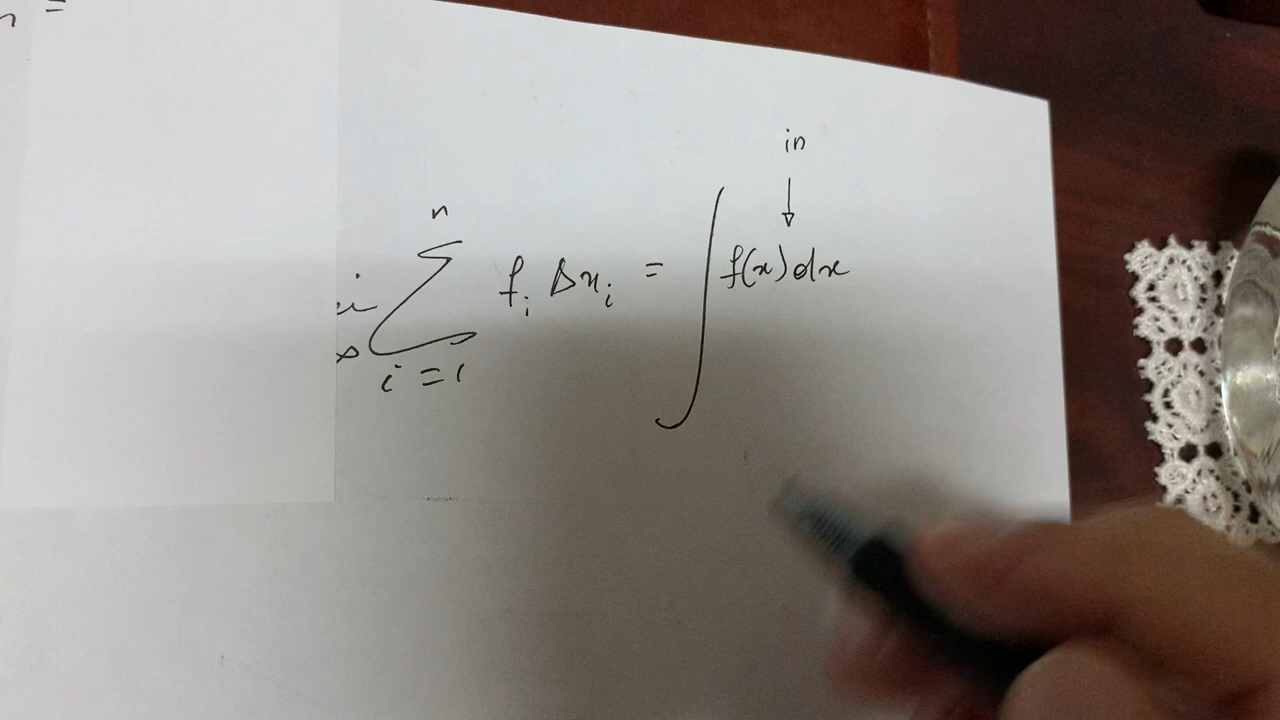 n =
in
↓
n
∑ f_i Δx_i = ∫ f(x) dx
i = 1